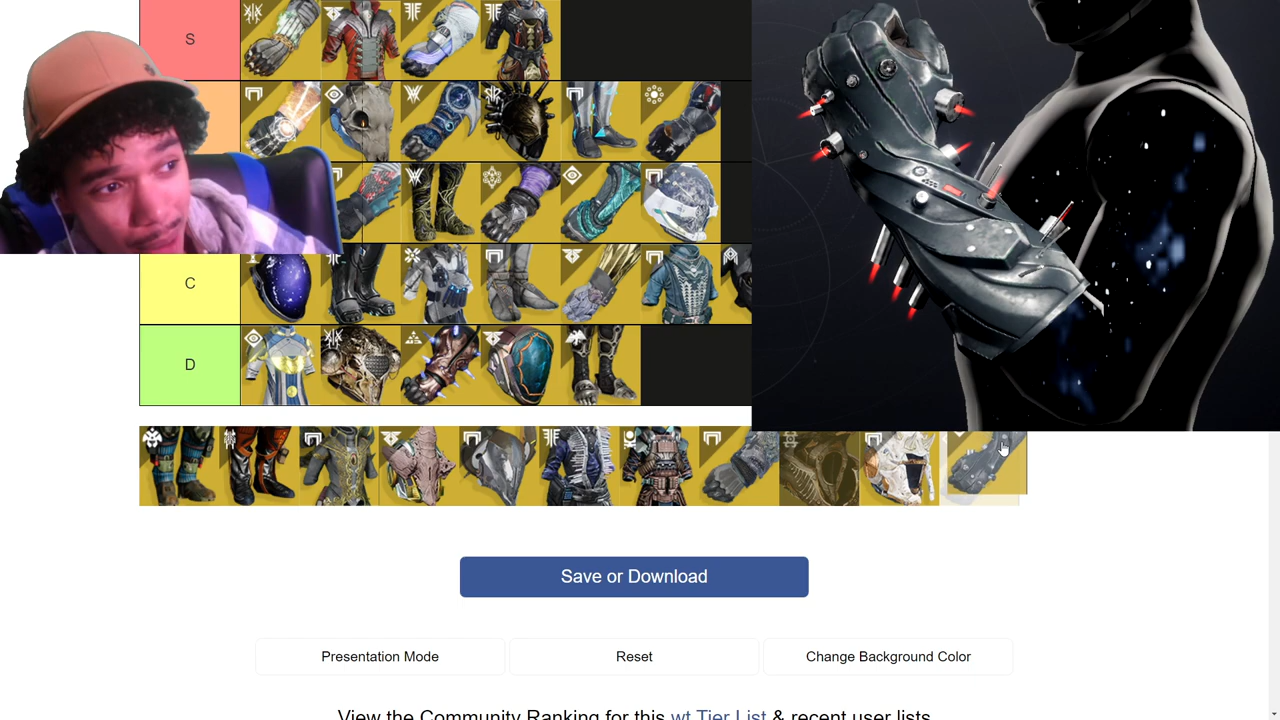 S
C
D
Save or Download
Presentation Mode
Reset
Change Background Color
View the Community Ranking for this wt Tier List & recent user lists